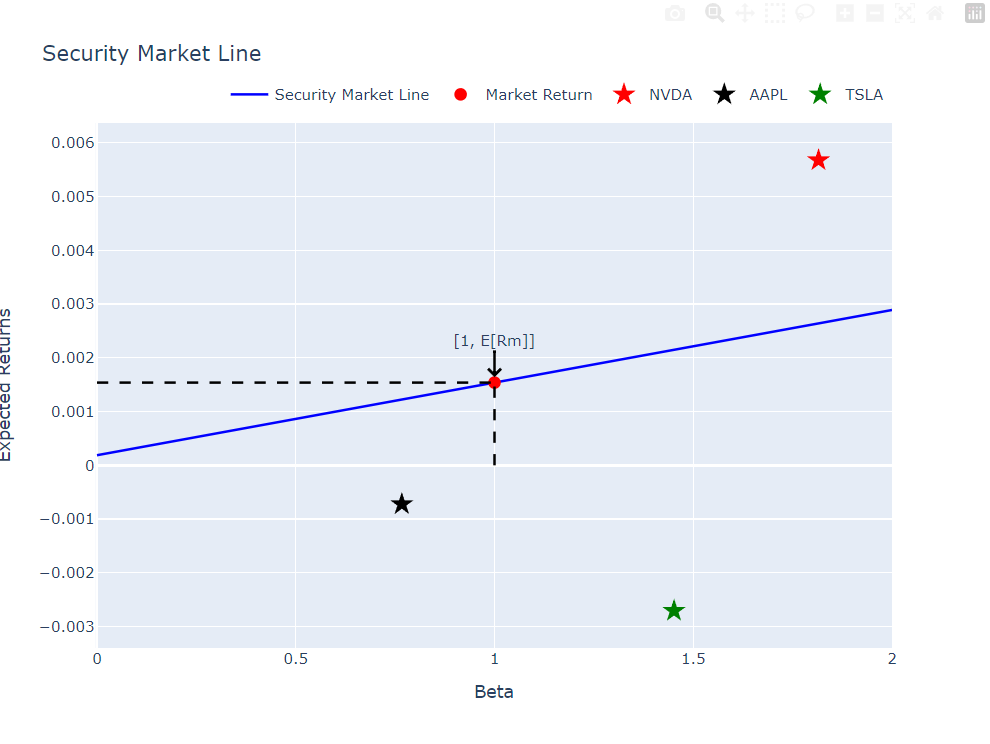 Security Market Line
Security Market Line Market Return NVDA AAPL TSLA
0.006
0.005
0.004
0.003
0.002
0.001
0
−0.001
−0.002
−0.003
Expected Returns
[1, E[Rm]]
0 0.5 1 1.5 2
Beta